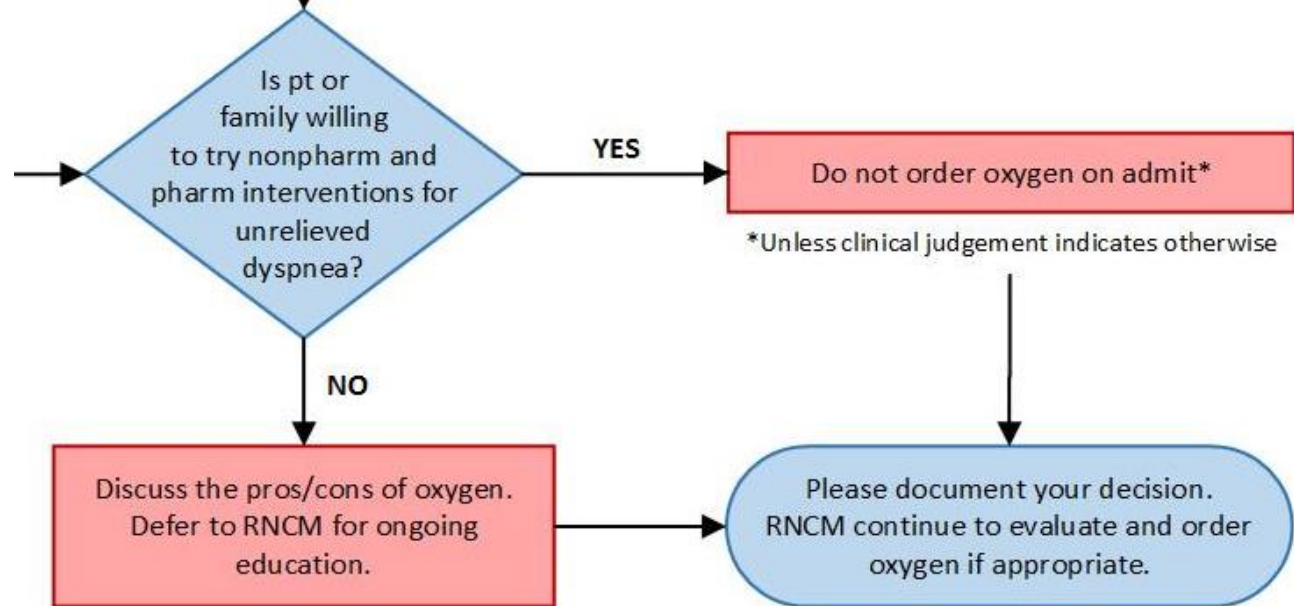 Is pt or
family willing
to try nonpharm and
pharm interventions for
unrelieved
dyspnea?
YES
Do not order oxygen on admit*
*Unless clinical judgement indicates otherwise
NO
Discuss the pros/cons of oxygen.
Defer to RNCM for ongoing
education.
Please document your decision.
RNCM continue to evaluate and order
oxygen if appropriate.